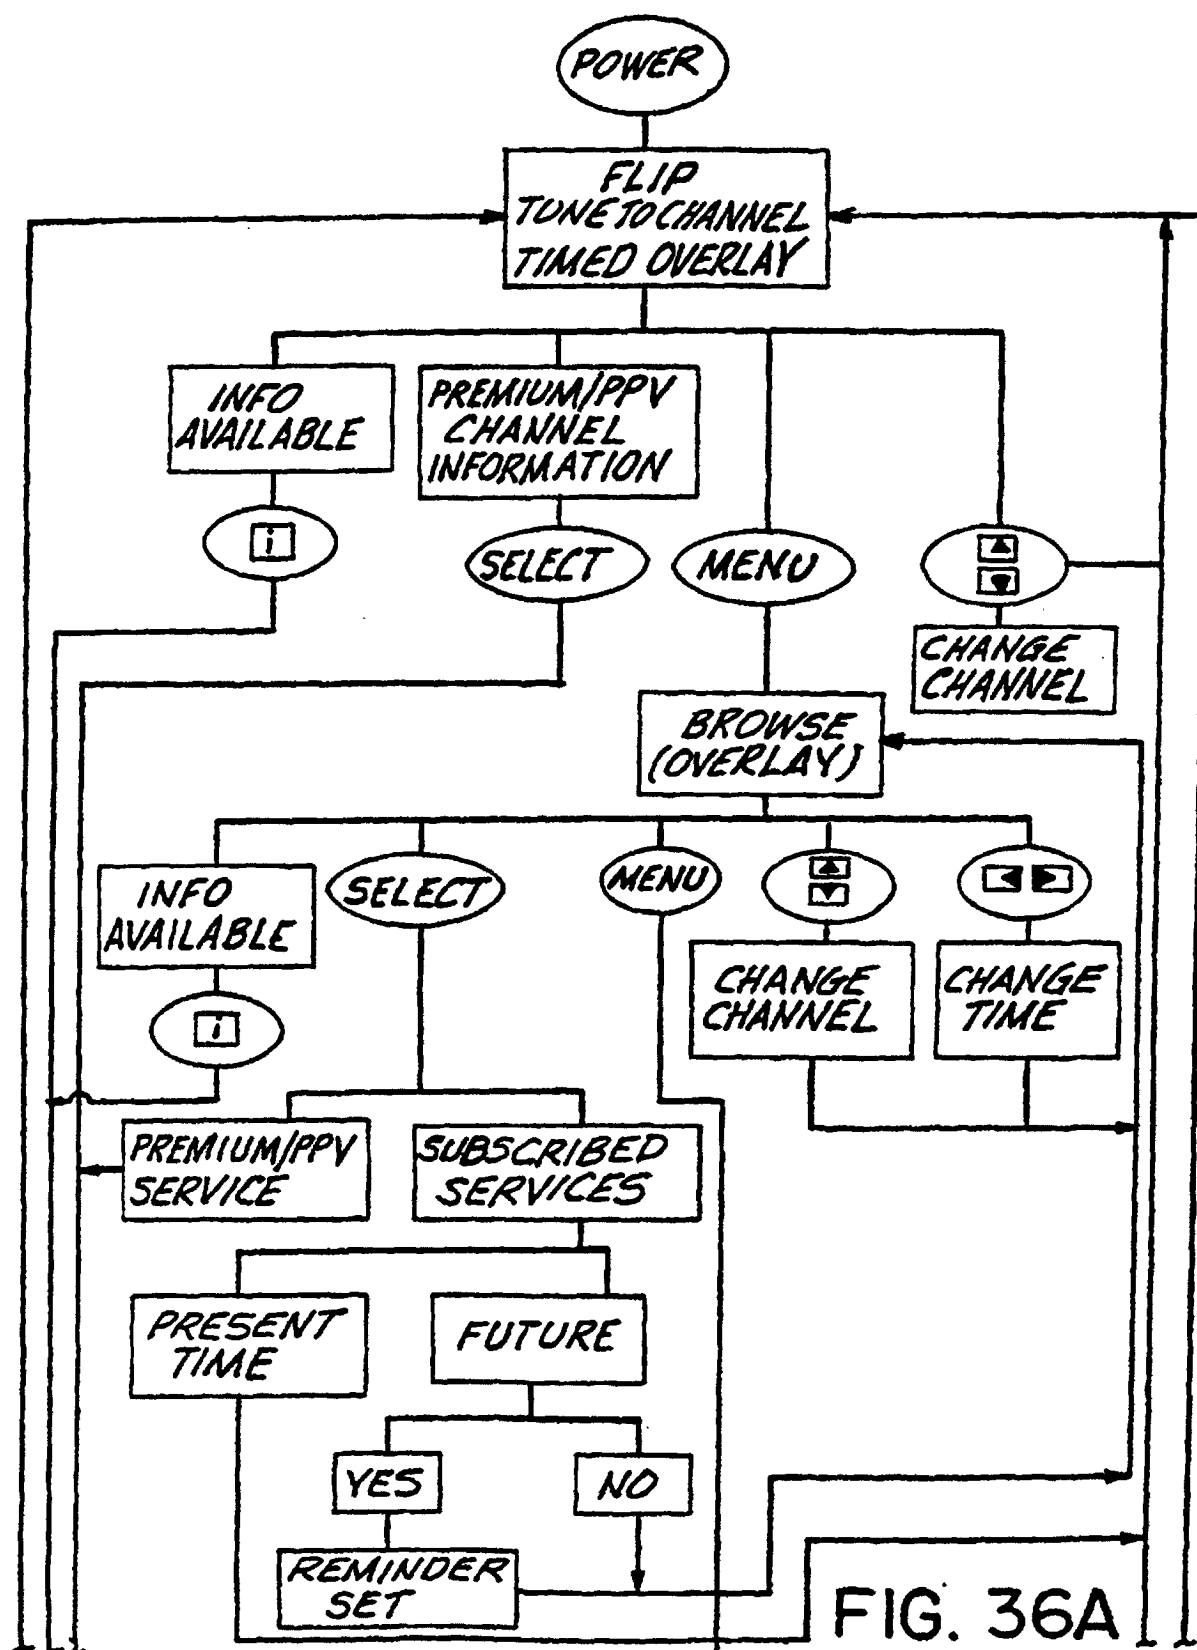 POWER
FLIP
TUNE TO CHANNEL
TIMED OVERLAY
INFO
AVAILABLE
PREMIUM/PPV
CHANNEL
INFORMATION
i
SELECT
MENU
CHANGE
CHANNEL
BROWSE
(OVERLAY)
INFO
AVAILABLE
SELECT
MENU
i
CHANGE
CHANNEL
CHANGE
TIME
PREMIUM/PPV
SERVICE
SUBSCRIBED
SERVICES
PRESENT
TIME
FUTURE
YES
NO
REMINDER
SET
FIG. 36A